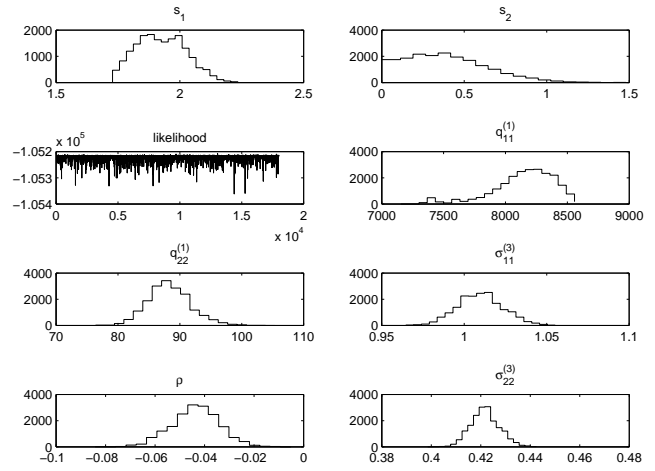 s_1
2000
1000
0
1.5 2 2.5
s_2
4000
2000
0
0 0.5 1 1.5
x 10^5
likelihood
−1.052
−1.053
−1.054
0 0.5 1 1.5 2
x 10^4
q_11^(1)
4000
2000
0
7000 7500 8000 8500 9000
q_22^(1)
4000
2000
0
70 80 90 100 110
σ_11^(3)
4000
2000
0
0.95 1 1.05 1.1
ρ
4000
2000
0
−0.1 −0.08 −0.06 −0.04 −0.02 0
σ_22^(3)
4000
2000
0
0.38 0.4 0.42 0.44 0.46 0.48